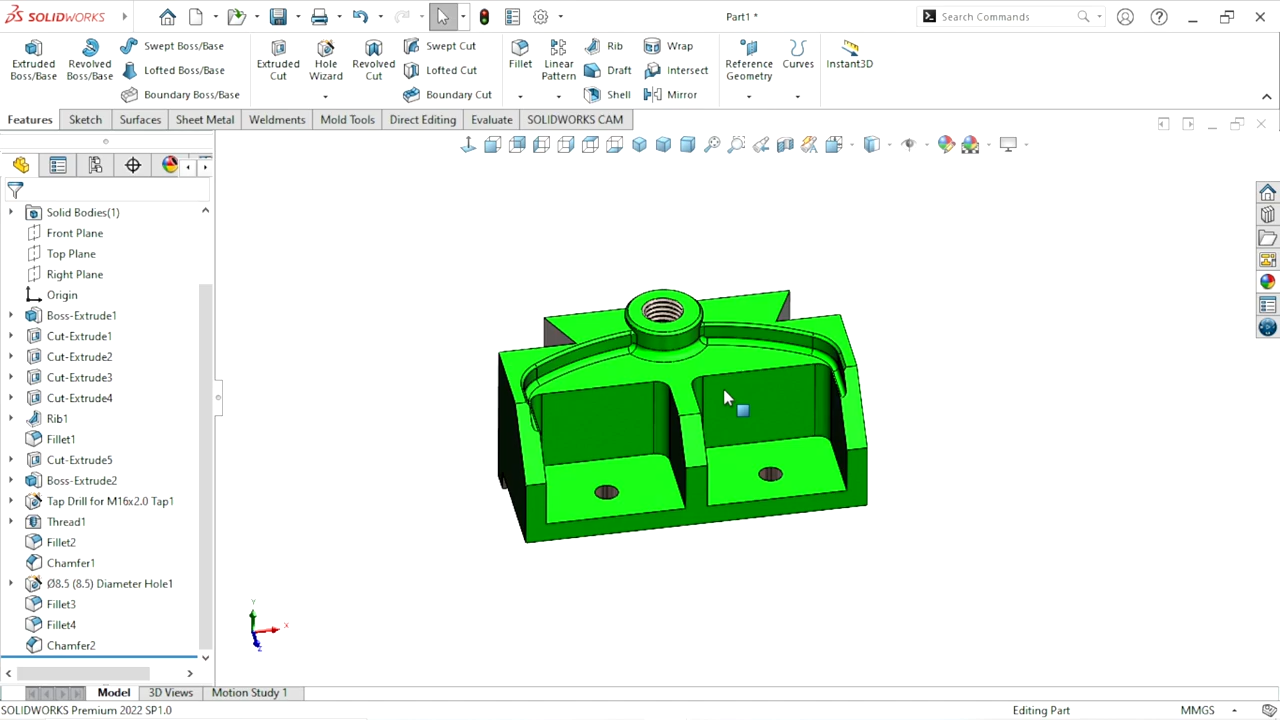 SOLIDWORKS
Part1 *
Search Commands
Extruded Boss/Base
Revolved Boss/Base
Swept Boss/Base
Lofted Boss/Base
Boundary Boss/Base
Extruded Cut
Hole Wizard
Revolved Cut
Swept Cut
Lofted Cut
Boundary Cut
Fillet
Linear Pattern
Rib
Draft
Shell
Wrap
Intersect
Mirror
Reference Geometry
Curves
Instant3D
Features Sketch Surfaces Sheet Metal Weldments Mold Tools Direct Editing Evaluate SOLIDWORKS CAM
Solid Bodies(1)
Front Plane
Top Plane
Right Plane
Origin
Boss-Extrude1
Cut-Extrude1
Cut-Extrude2
Cut-Extrude3
Cut-Extrude4
Rib1
Fillet1
Cut-Extrude5
Boss-Extrude2
Tap Drill for M16x2.0 Tap1
Thread1
Fillet2
Chamfer1
Ø8.5 (8.5) Diameter Hole1
Fillet3
Fillet4
Chamfer2
Y
X
Z
Model 3D Views Motion Study 1
SOLIDWORKS Premium 2022 SP1.0 Editing Part MMGS